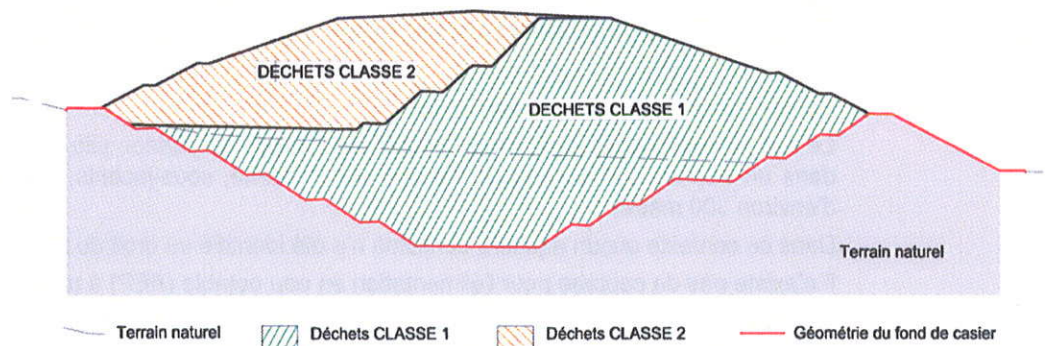 DÉCHETS CLASSE 2
DECHETS CLASSE 1
Terrain naturel
Terrain naturel
Déchets CLASSE 1
Déchets CLASSE 2
Géométrie du fond de casier